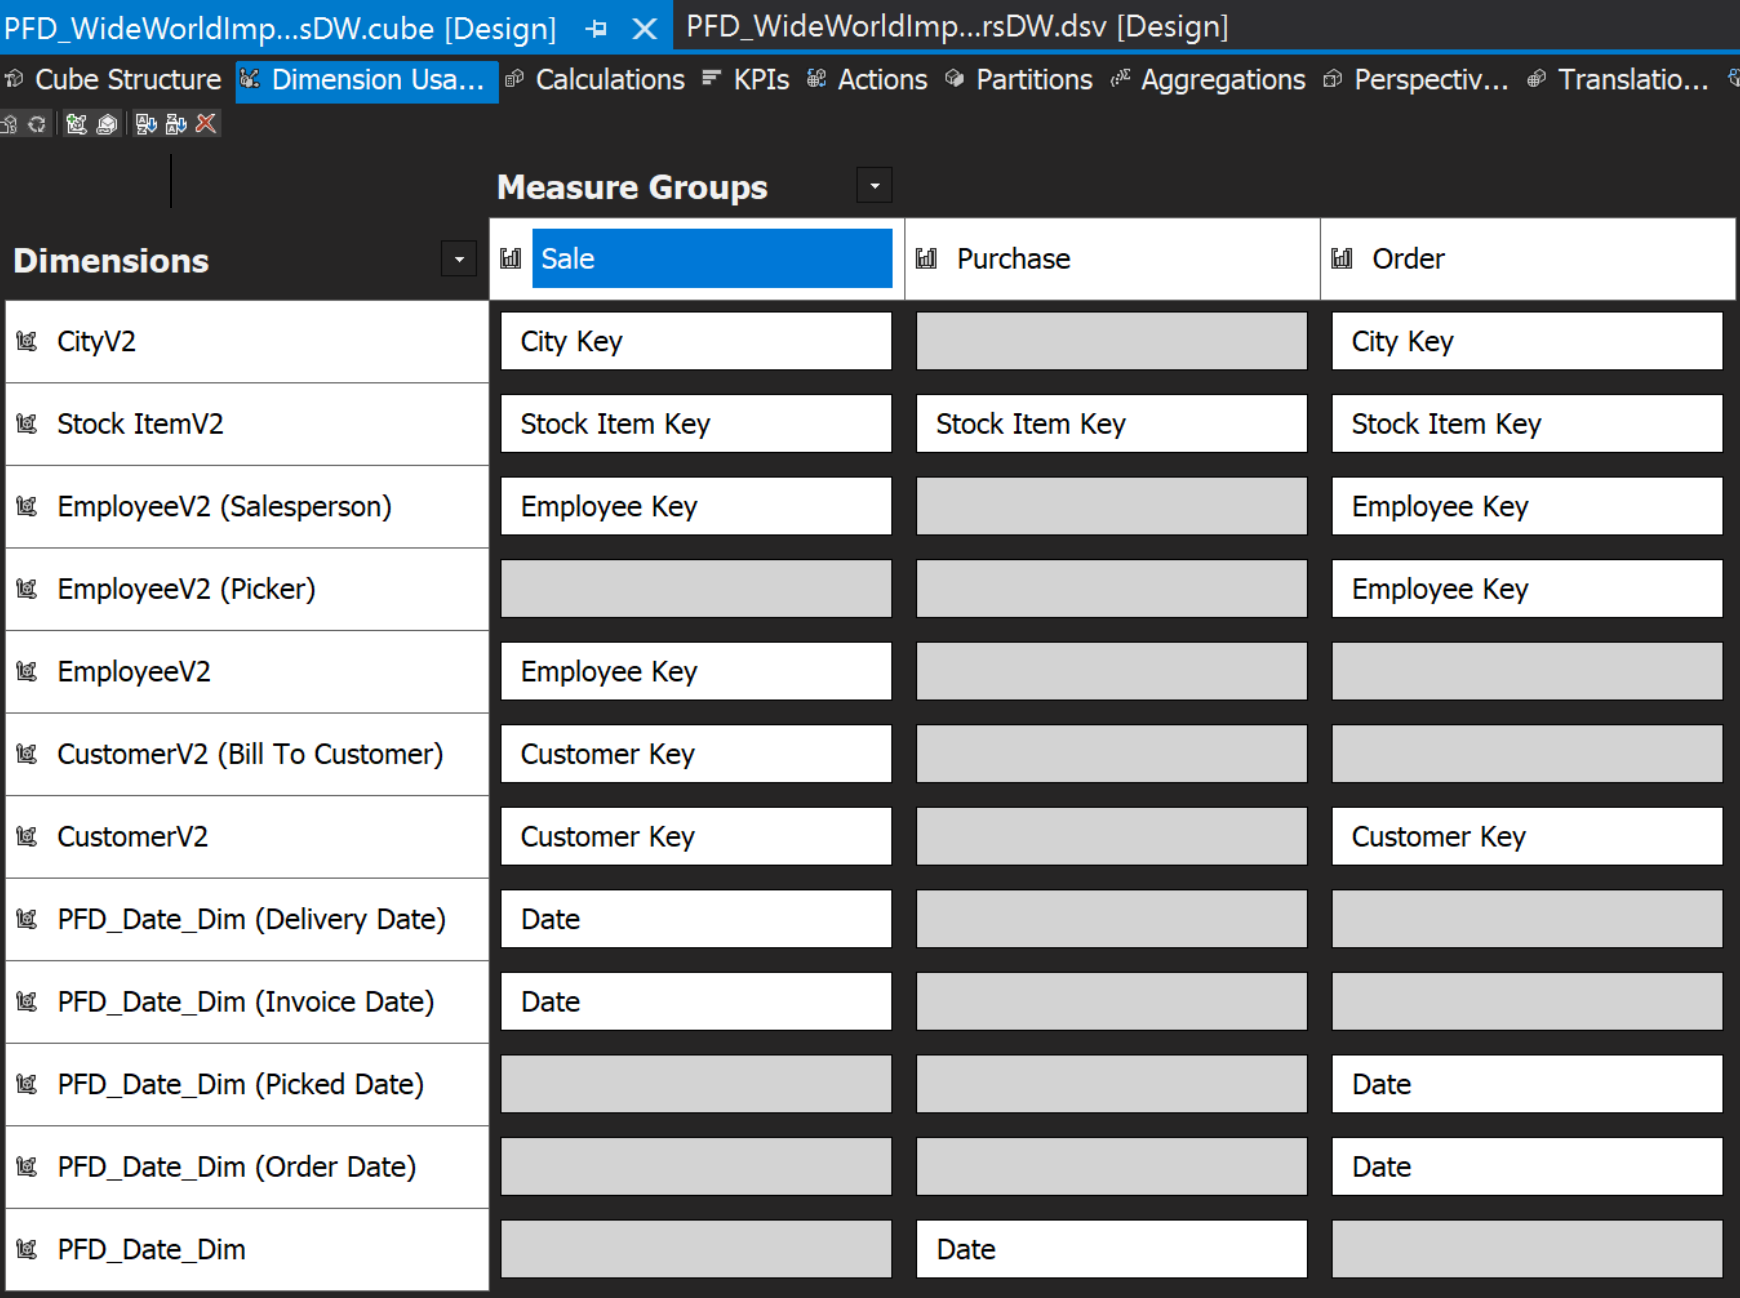 PFD_WideWorldImp...sDW.cube [Design] PFD_WideWorldImp...rsDW.dsv [Design]
Cube Structure Dimension Usa... Calculations KPIs Actions Partitions Aggregations Perspectiv... Translatio...
Measure Groups
Dimensions Sale Purchase Order
CityV2 City Key City Key
Stock ItemV2 Stock Item Key Stock Item Key Stock Item Key
EmployeeV2 (Salesperson) Employee Key Employee Key
EmployeeV2 (Picker) Employee Key
EmployeeV2 Employee Key
CustomerV2 (Bill To Customer) Customer Key
CustomerV2 Customer Key Customer Key
PFD_Date_Dim (Delivery Date) Date
PFD_Date_Dim (Invoice Date) Date
PFD_Date_Dim (Picked Date) Date
PFD_Date_Dim (Order Date) Date
PFD_Date_Dim Date